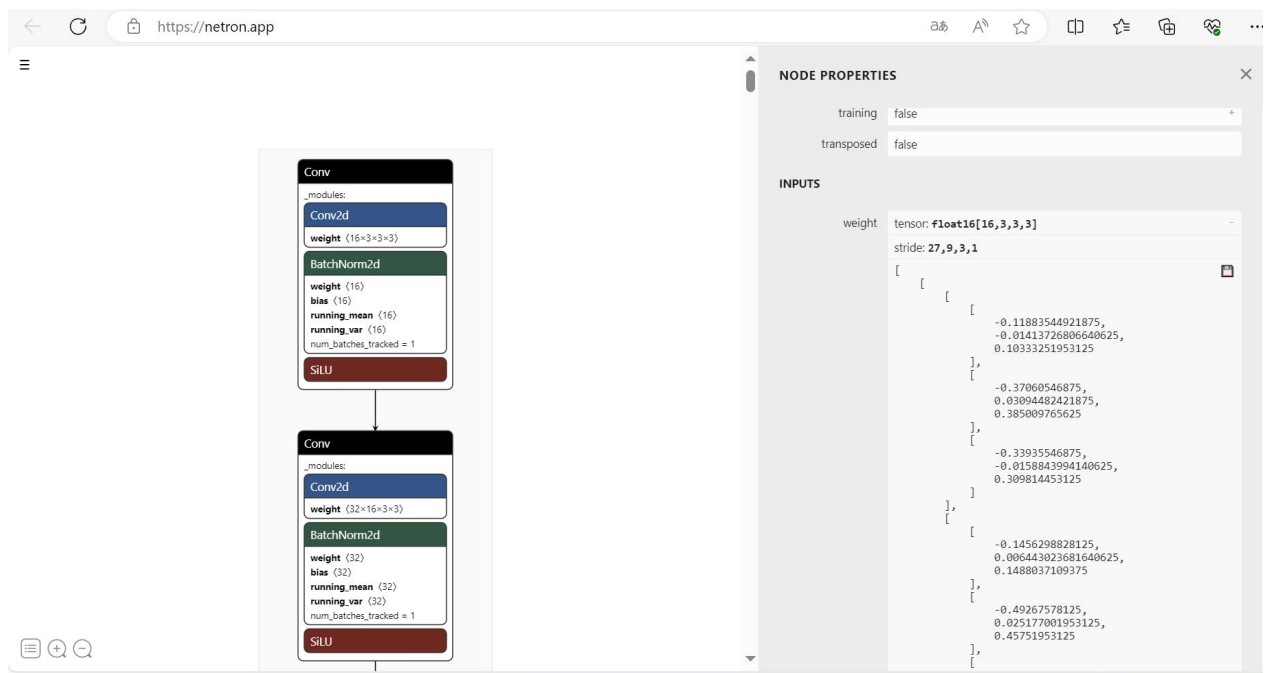 https://netron.app
Conv
_modules:
Conv2d
weight ⟨16×3×3×3⟩
BatchNorm2d
weight ⟨16⟩
bias ⟨16⟩
running_mean ⟨16⟩
running_var ⟨16⟩
num_batches_tracked = 1
SiLU
Conv
_modules:
Conv2d
weight ⟨32×16×3×3⟩
BatchNorm2d
weight ⟨32⟩
bias ⟨32⟩
running_mean ⟨32⟩
running_var ⟨32⟩
num_batches_tracked = 1
SiLU
NODE PROPERTIES
training false +
transposed false
INPUTS
weight tensor: float16[16,3,3,3] -
stride: 27,9,3,1
[
[
[
[
-0.11883544921875,
-0.01413726806640625,
0.10333251953125
],
[
-0.37060546875,
0.03094482421875,
0.385009765625
],
[
-0.33935546875,
-0.0158843994140625,
0.309814453125
]
],
[
[
-0.1456298828125,
0.006443023681640625,
0.1488037109375
],
[
-0.49267578125,
0.025177001953125,
0.45751953125
],
[